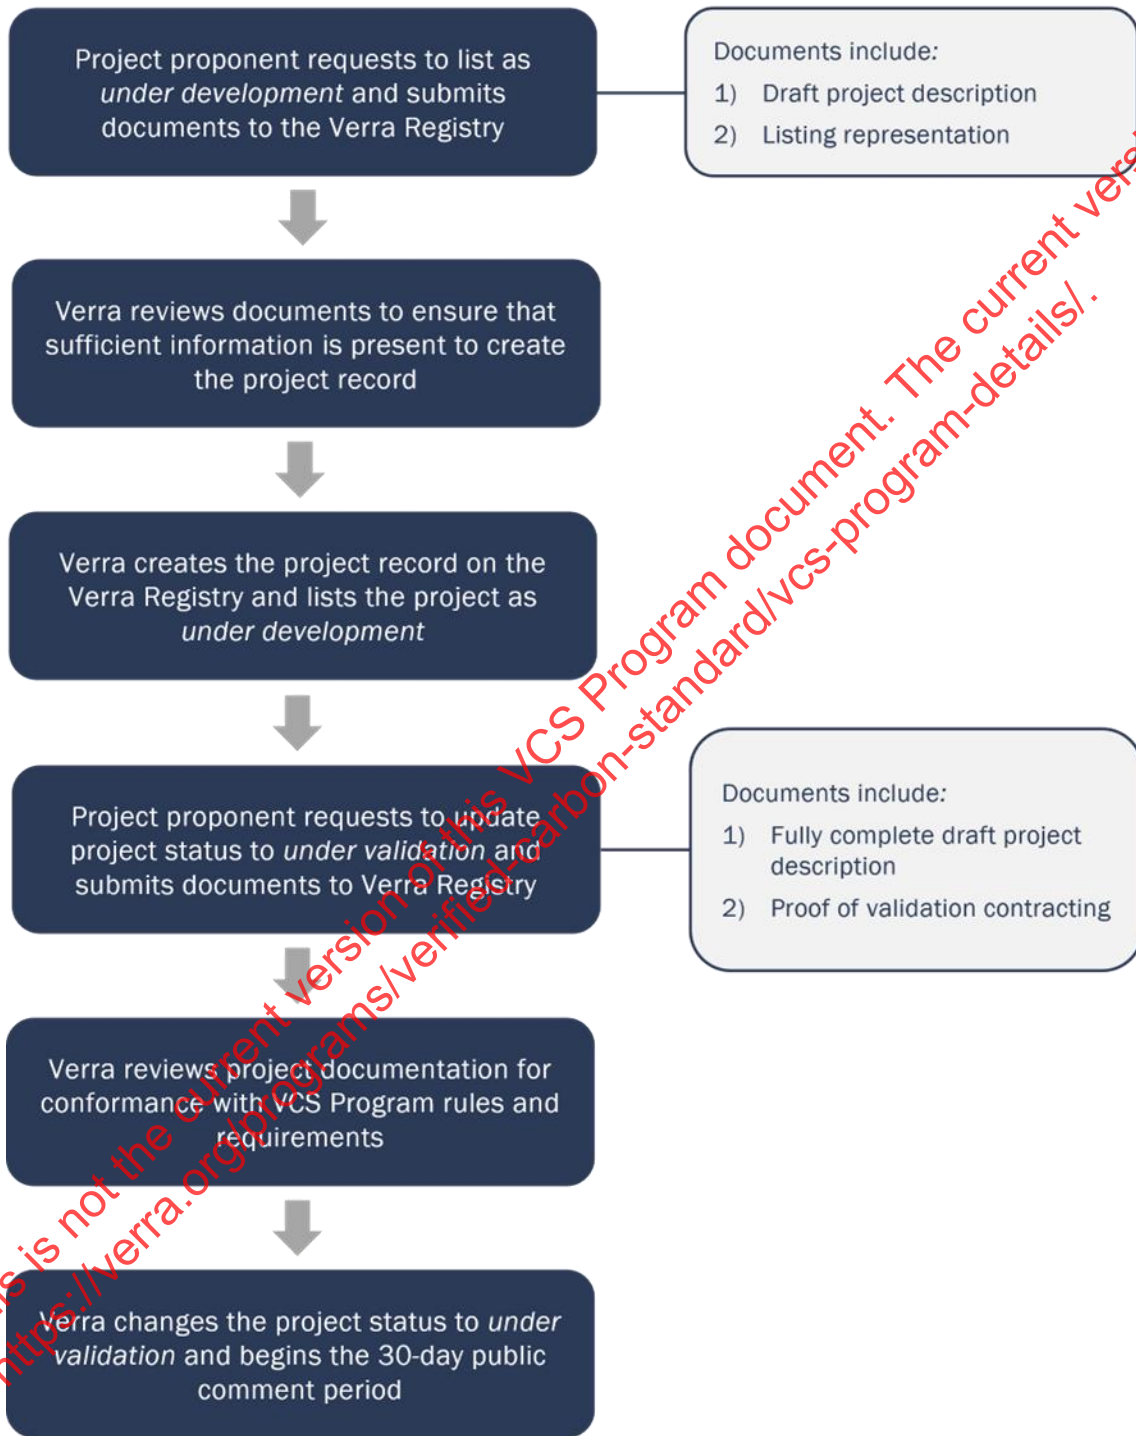 Project proponent requests to list as
under development and submits
documents to the Verra Registry
Documents include:
1) Draft project description
2) Listing representation
Verra reviews documents to ensure that
sufficient information is present to create
the project record
Verra creates the project record on the
Verra Registry and lists the project as
under development
Project proponent requests to update
project status to under validation and
submits documents to Verra Registry
Documents include:
1) Fully complete draft project
description
2) Proof of validation contracting
Verra reviews project documentation for
conformance with VCS Program rules and
requirements
Verra changes the project status to under
validation and begins the 30-day public
comment period
is not the current version of this VCS Program document. The current
https://verra.org/programs/verified-carbon-standard/vcs-program-details/.